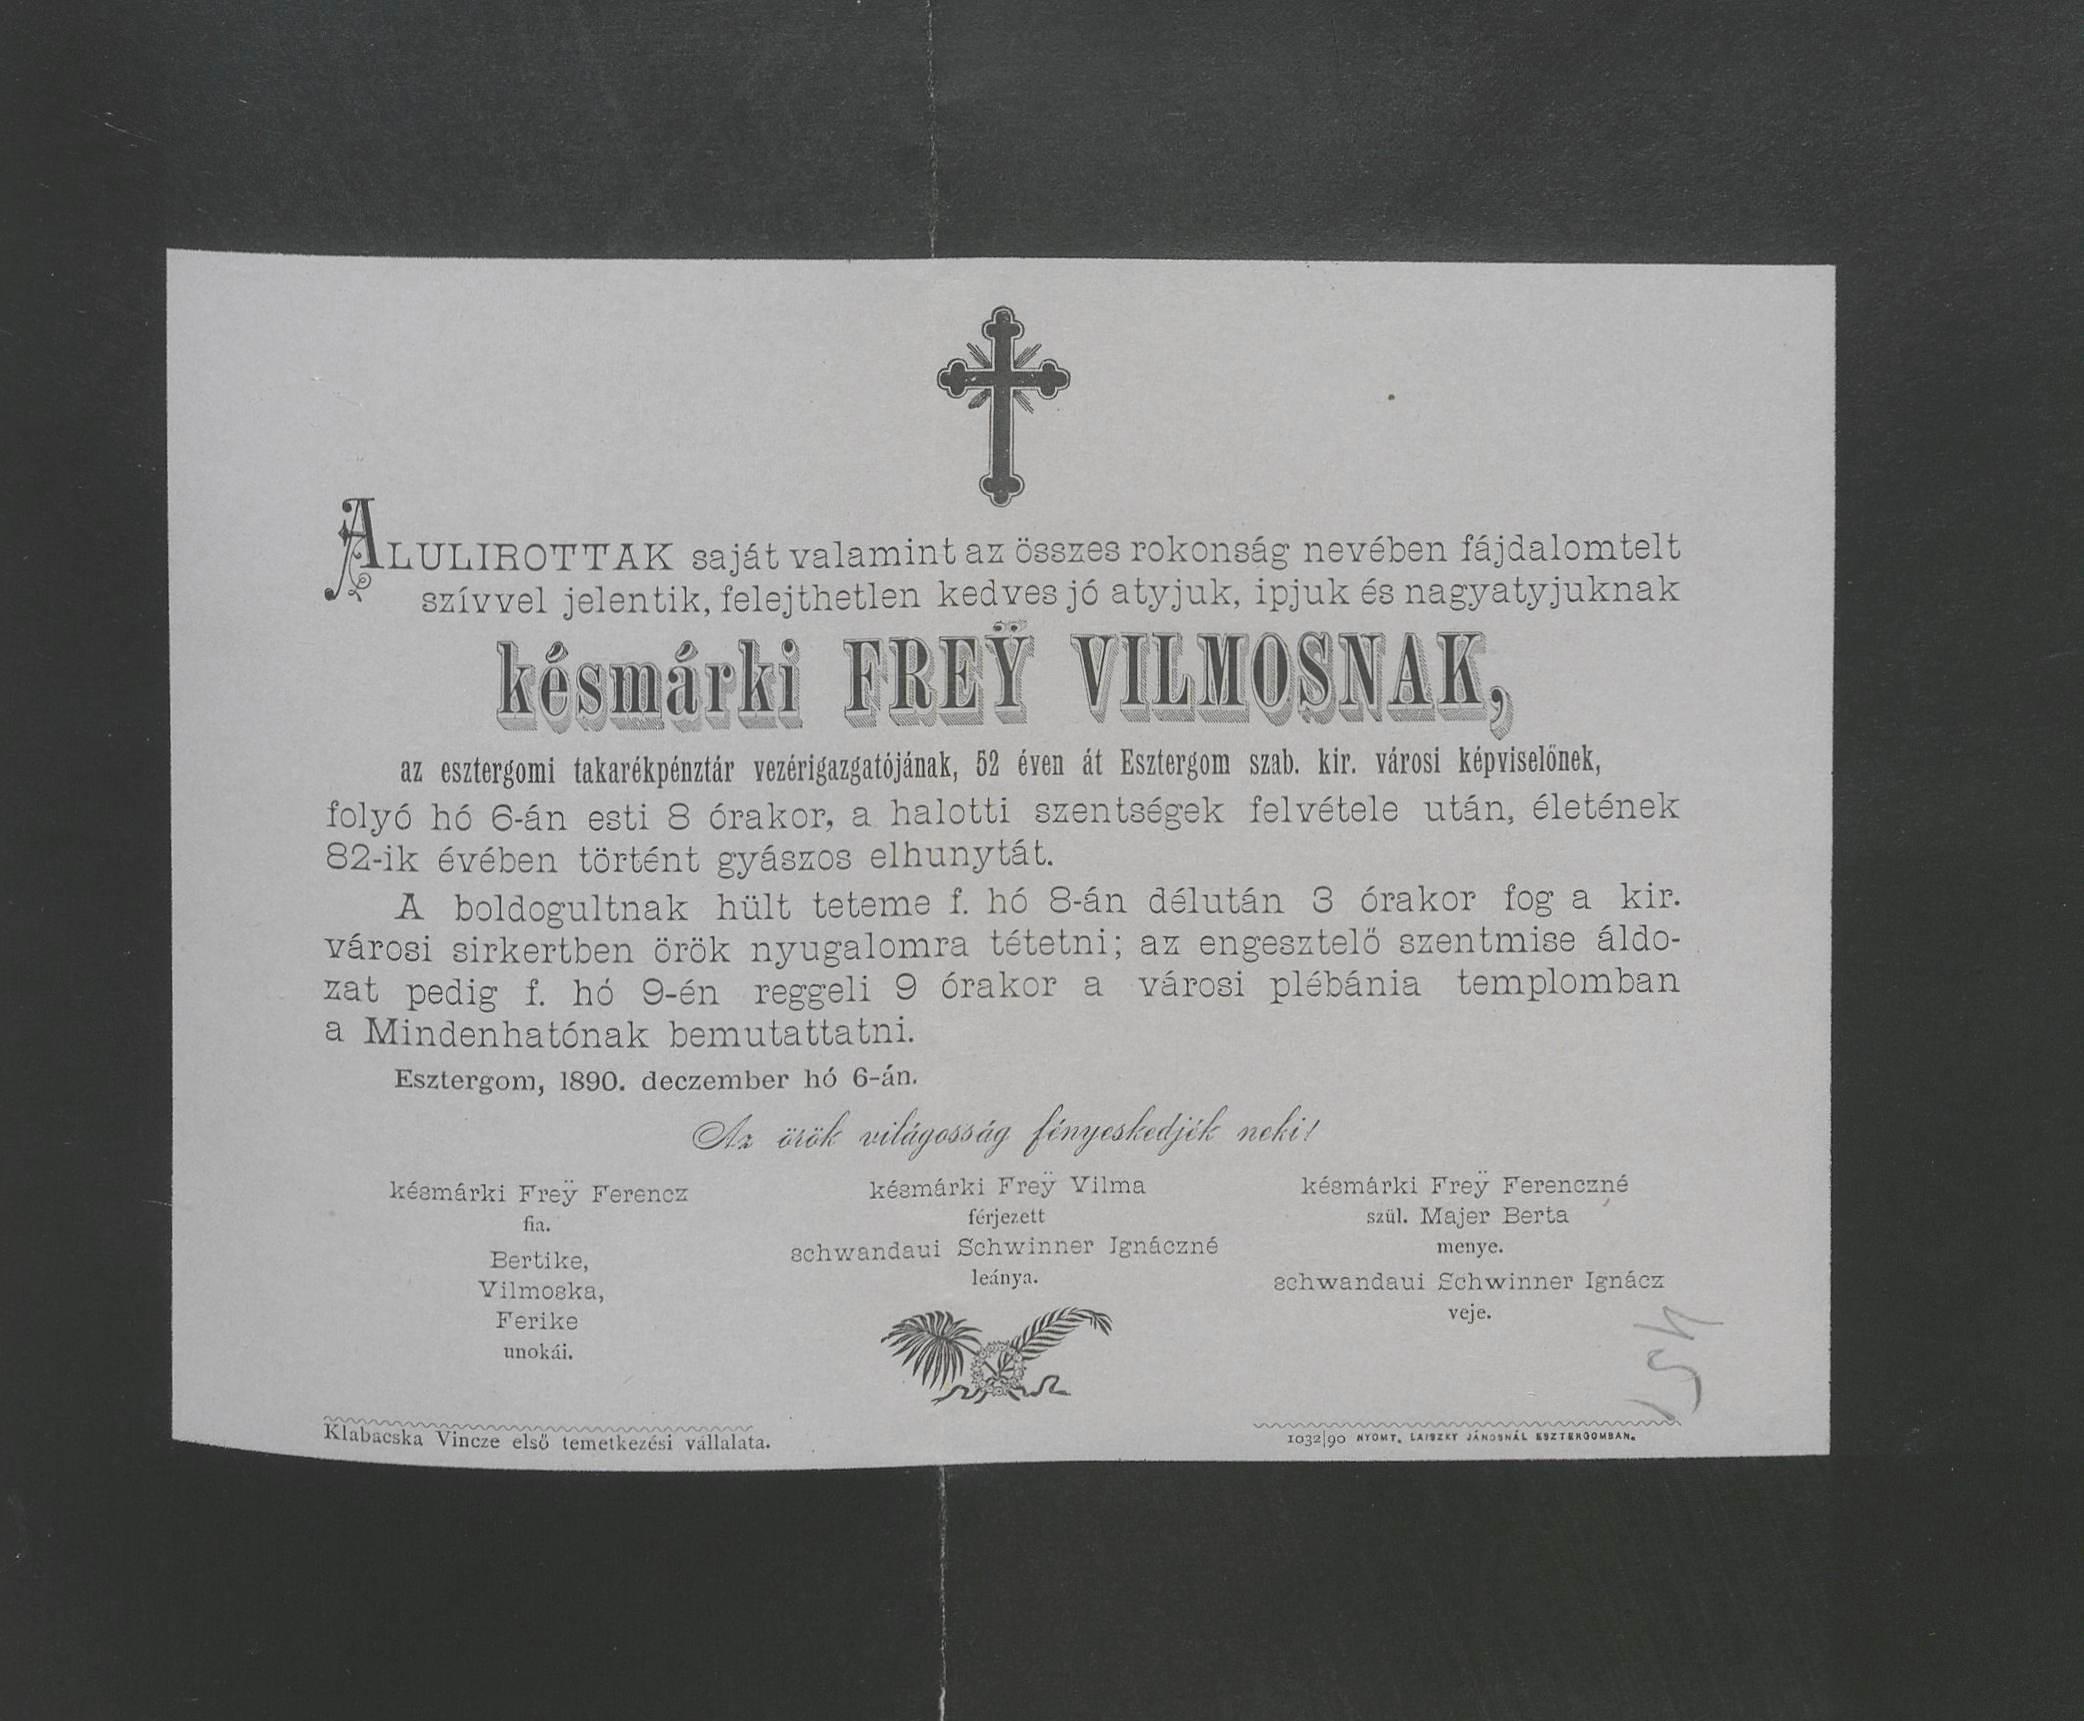 ALULIROTTAK saját valamint az összes rokonság nevében fájdalomtelt
szívvel jelentik, felejthetlen kedves jó atyjuk, ipjuk és nagyatyjuknak
késmárki FREŸ VILMOSNAK,
az esztergomi takarékpénztár vezérigazgatójának, 52 éven át Esztergom szab. kir. városi képviselőnek,
folyó hó 6-án esti 8 órakor, a halotti szentségek felvétele után, életének
82-ik évében történt gyászos elhunytát.
A boldogultnak hült teteme f. hó 8-án délután 3 órakor fog a kir.
városi sirkertben örök nyugalomra tétetni; az engesztelő szentmise áldo-
zat pedig f. hó 9-én reggeli 9 órakor a városi plébánia templomban
a Mindenhatónak bemutattatni.
Esztergom, 1890. deczember hó 6-án.
Az örök világosság fényeskedjék neki!
késmárki Freÿ Ferencz
fia.
Bertike,
Vilmoska,
Ferike
unokái.
késmárki Freÿ Vilma
férjezett
schwandaui Schwinner Ignáczné
leánya.
késmárki Freÿ Ferenczné
szül. Majer Berta
menye.
schwandaui Schwinner Ignácz
veje.
Klabacska Vincze első temetkezési vállalata.
1032|90 NYOMT. LAISZKY JÁNOSNÁL ESZTERGOMBAN.